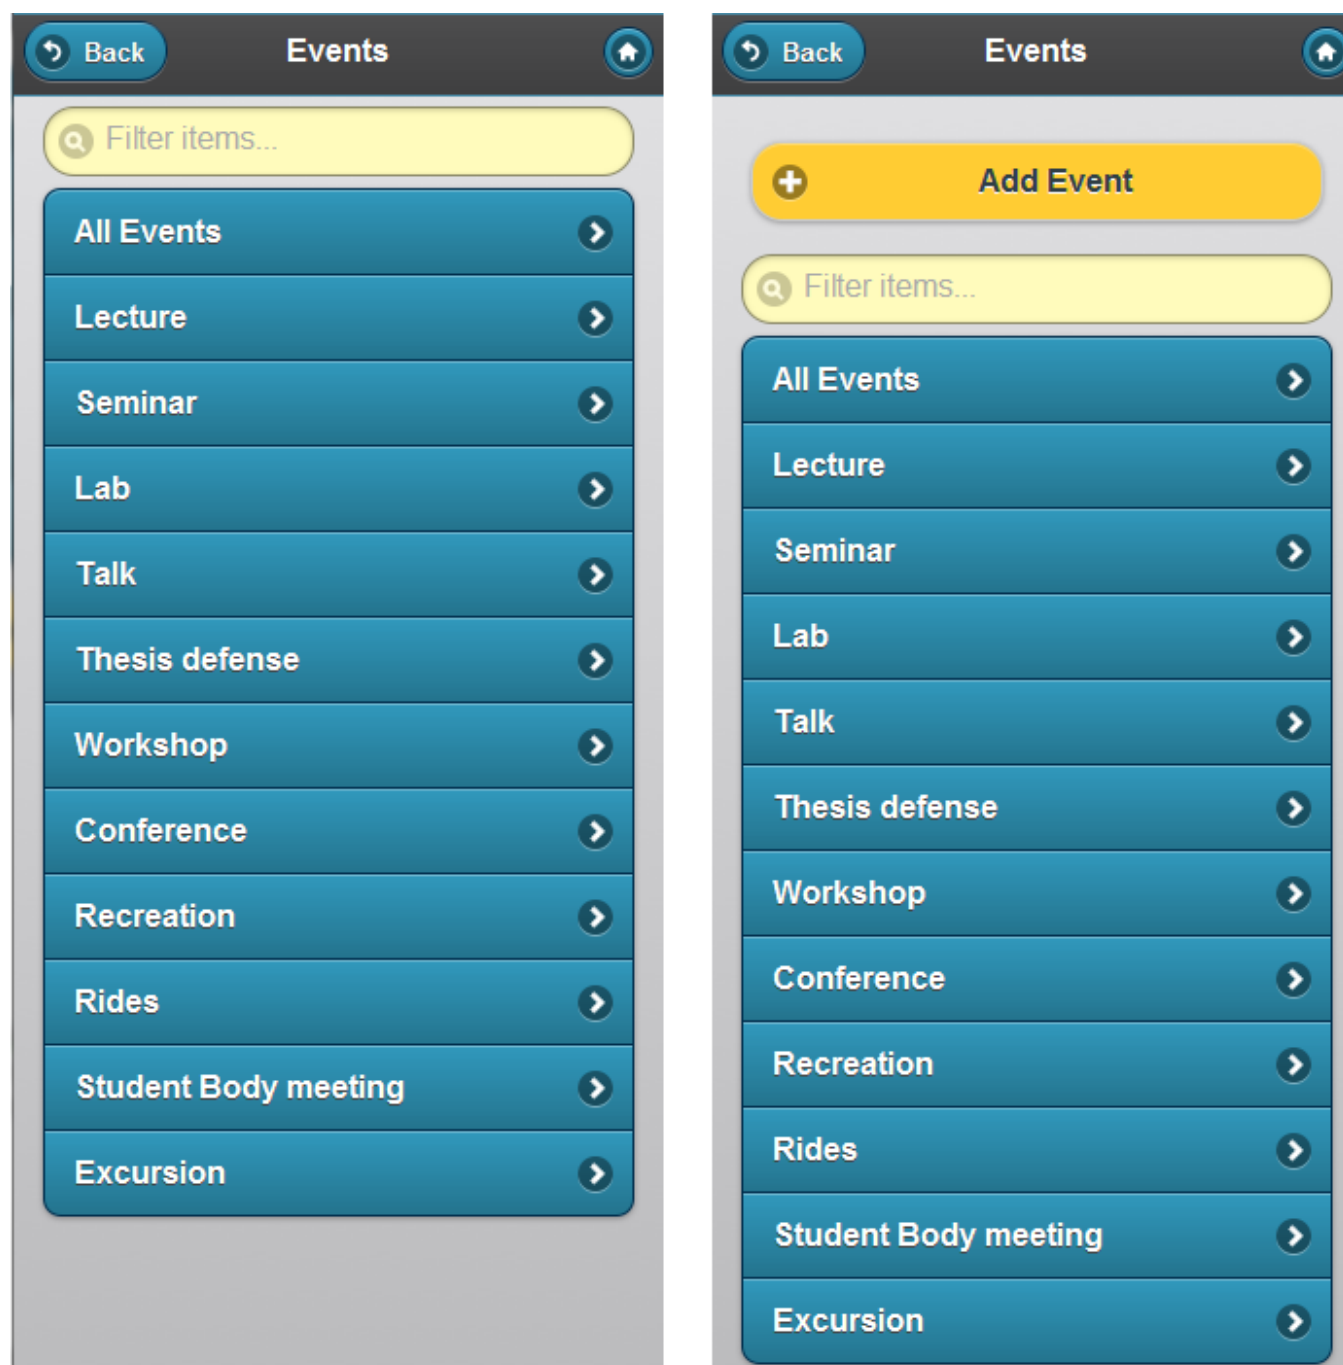 Back Events
Filter items...
All Events
Lecture
Seminar
Lab
Talk
Thesis defense
Workshop
Conference
Recreation
Rides
Student Body meeting
Excursion
Back Events
Add Event
Filter items...
All Events
Lecture
Seminar
Lab
Talk
Thesis defense
Workshop
Conference
Recreation
Rides
Student Body meeting
Excursion